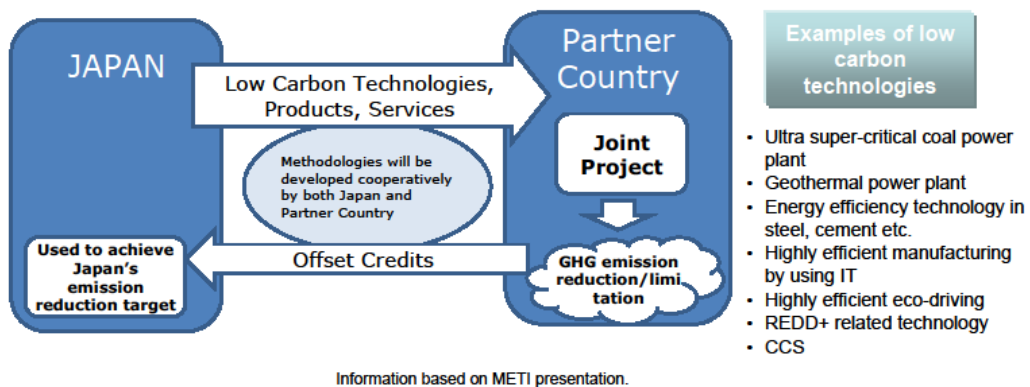 JAPAN
Low Carbon Technologies,
Products, Services
Methodologies will be
developed cooperatively
by both Japan and
Partner Country
Used to achieve
Japan's
emission
reduction target
Offset Credits
Partner
Country
Joint
Project
GHG emission
reduction/limi
tation
Examples of low
carbon
technologies
• Ultra super-critical coal power
plant
• Geothermal power plant
• Energy efficiency technology in
steel, cement etc.
• Highly efficient manufacturing
by using IT
• Highly efficient eco-driving
• REDD+ related technology
• CCS
Information based on METI presentation.